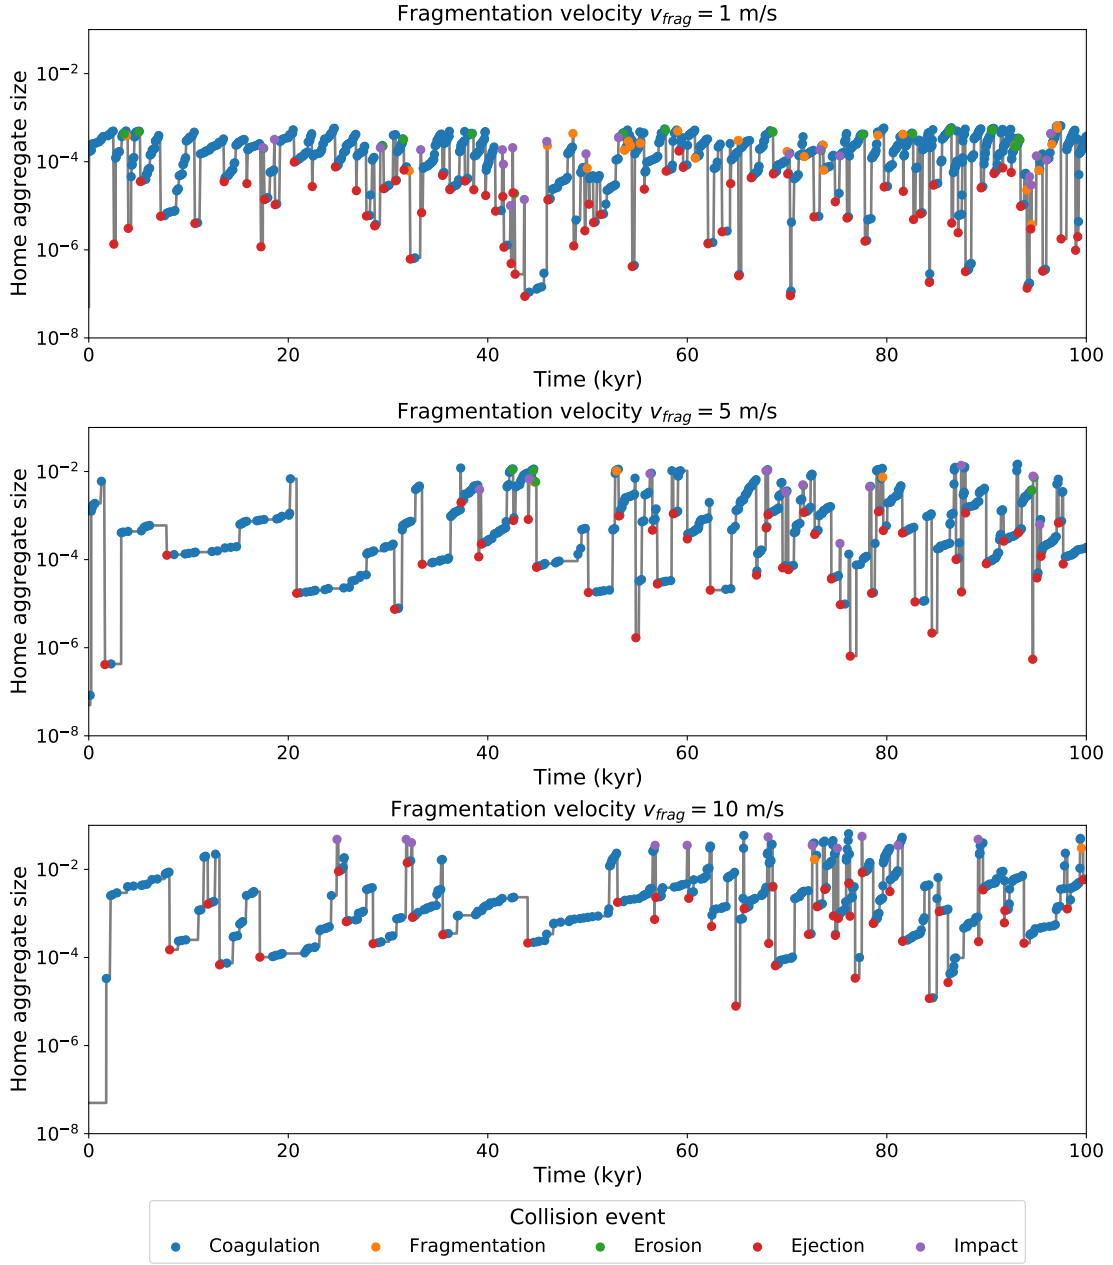 Fragmentation velocity v_frag = 1 m/s
Home aggregate size
10⁻²
10⁻⁴
10⁻⁶
10⁻⁸
0 20 40 60 80 100
Time (kyr)
Fragmentation velocity v_frag = 5 m/s
Home aggregate size
10⁻²
10⁻⁴
10⁻⁶
10⁻⁸
0 20 40 60 80 100
Time (kyr)
Fragmentation velocity v_frag = 10 m/s
Home aggregate size
10⁻²
10⁻⁴
10⁻⁶
10⁻⁸
0 20 40 60 80 100
Time (kyr)
Collision event
Coagulation Fragmentation Erosion Ejection Impact